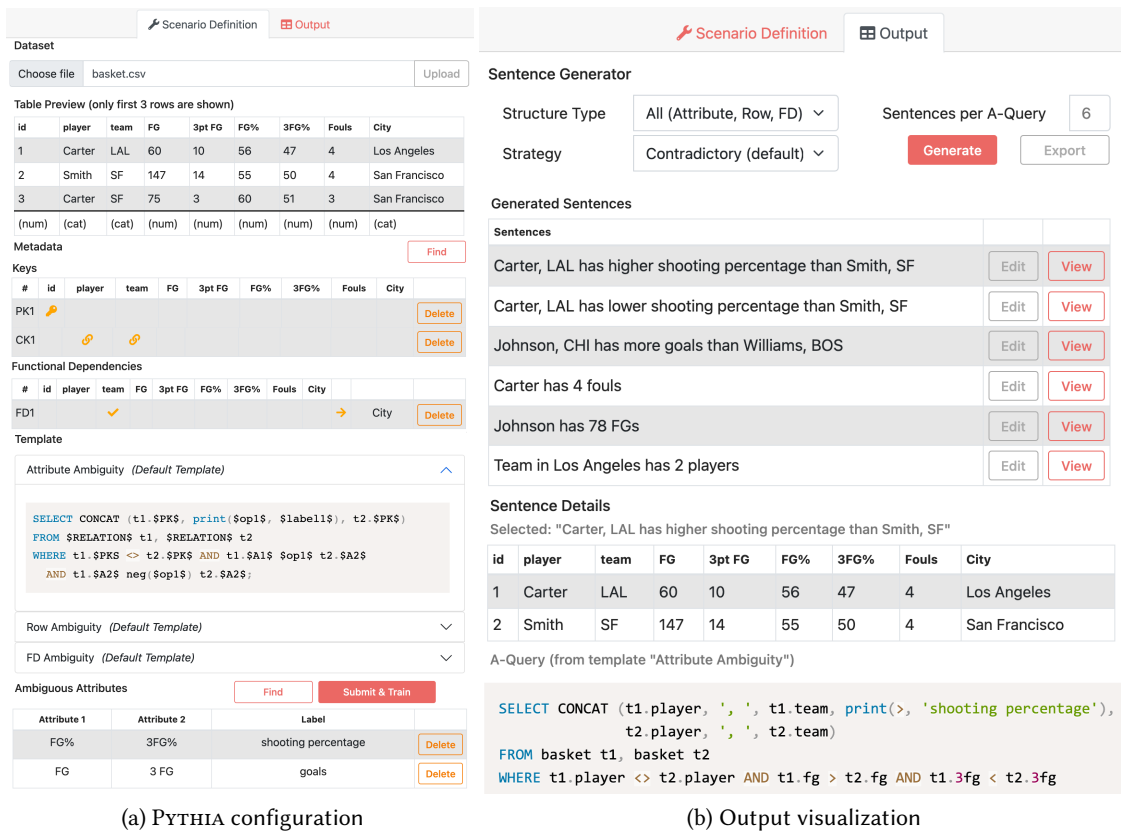 Scenario Definition Output
Dataset
Choose file basket.csv Upload
Table Preview (only first 3 rows are shown)
id player team FG 3pt FG FG% 3FG% Fouls City
1 Carter LAL 60 10 56 47 4 Los Angeles
2 Smith SF 147 14 55 50 4 San Francisco
3 Carter SF 75 3 60 51 3 San Francisco
(num) (cat) (cat) (num) (num) (num) (num) (num) (cat)
Metadata Find
Keys
# id player team FG 3pt FG FG% 3FG% Fouls City
PK1 Delete
CK1 Delete
Functional Dependencies
# id player team FG 3pt FG FG% 3FG% Fouls City
FD1 City Delete
Template
Attribute Ambiguity (Default Template)
SELECT CONCAT (t1.$PK$, print($op1$, $label1$), t2.$PK$)
FROM $RELATION$ t1, $RELATION$ t2
WHERE t1.$PKS <> t2.$PK$ AND t1.$A1$ $op1$ t2.$A2$
AND t1.$A2$ neg($op1$) t2.$A2$;
Row Ambiguity (Default Template)
FD Ambiguity (Default Template)
Ambiguous Attributes Find Submit & Train
Attribute 1 Attribute 2 Label
FG% 3FG% shooting percentage Delete
FG 3 FG goals Delete
(a) PYTHIA configuration
Scenario Definition Output
Sentence Generator
Structure Type All (Attribute, Row, FD) Sentences per A-Query 6
Strategy Contradictory (default) Generate Export
Generated Sentences
Sentences
Carter, LAL has higher shooting percentage than Smith, SF Edit View
Carter, LAL has lower shooting percentage than Smith, SF Edit View
Johnson, CHI has more goals than Williams, BOS Edit View
Carter has 4 fouls Edit View
Johnson has 78 FGs Edit View
Team in Los Angeles has 2 players Edit View
Sentence Details
Selected: "Carter, LAL has higher shooting percentage than Smith, SF"
id player team FG 3pt FG FG% 3FG% Fouls City
1 Carter LAL 60 10 56 47 4 Los Angeles
2 Smith SF 147 14 55 50 4 San Francisco
A-Query (from template "Attribute Ambiguity")
SELECT CONCAT (t1.player, ', ', t1.team, print(>, 'shooting percentage'),
t2.player, ', ', t2.team)
FROM basket t1, basket t2
WHERE t1.player <> t2.player AND t1.fg > t2.fg AND t1.3fg < t2.3fg
(b) Output visualization